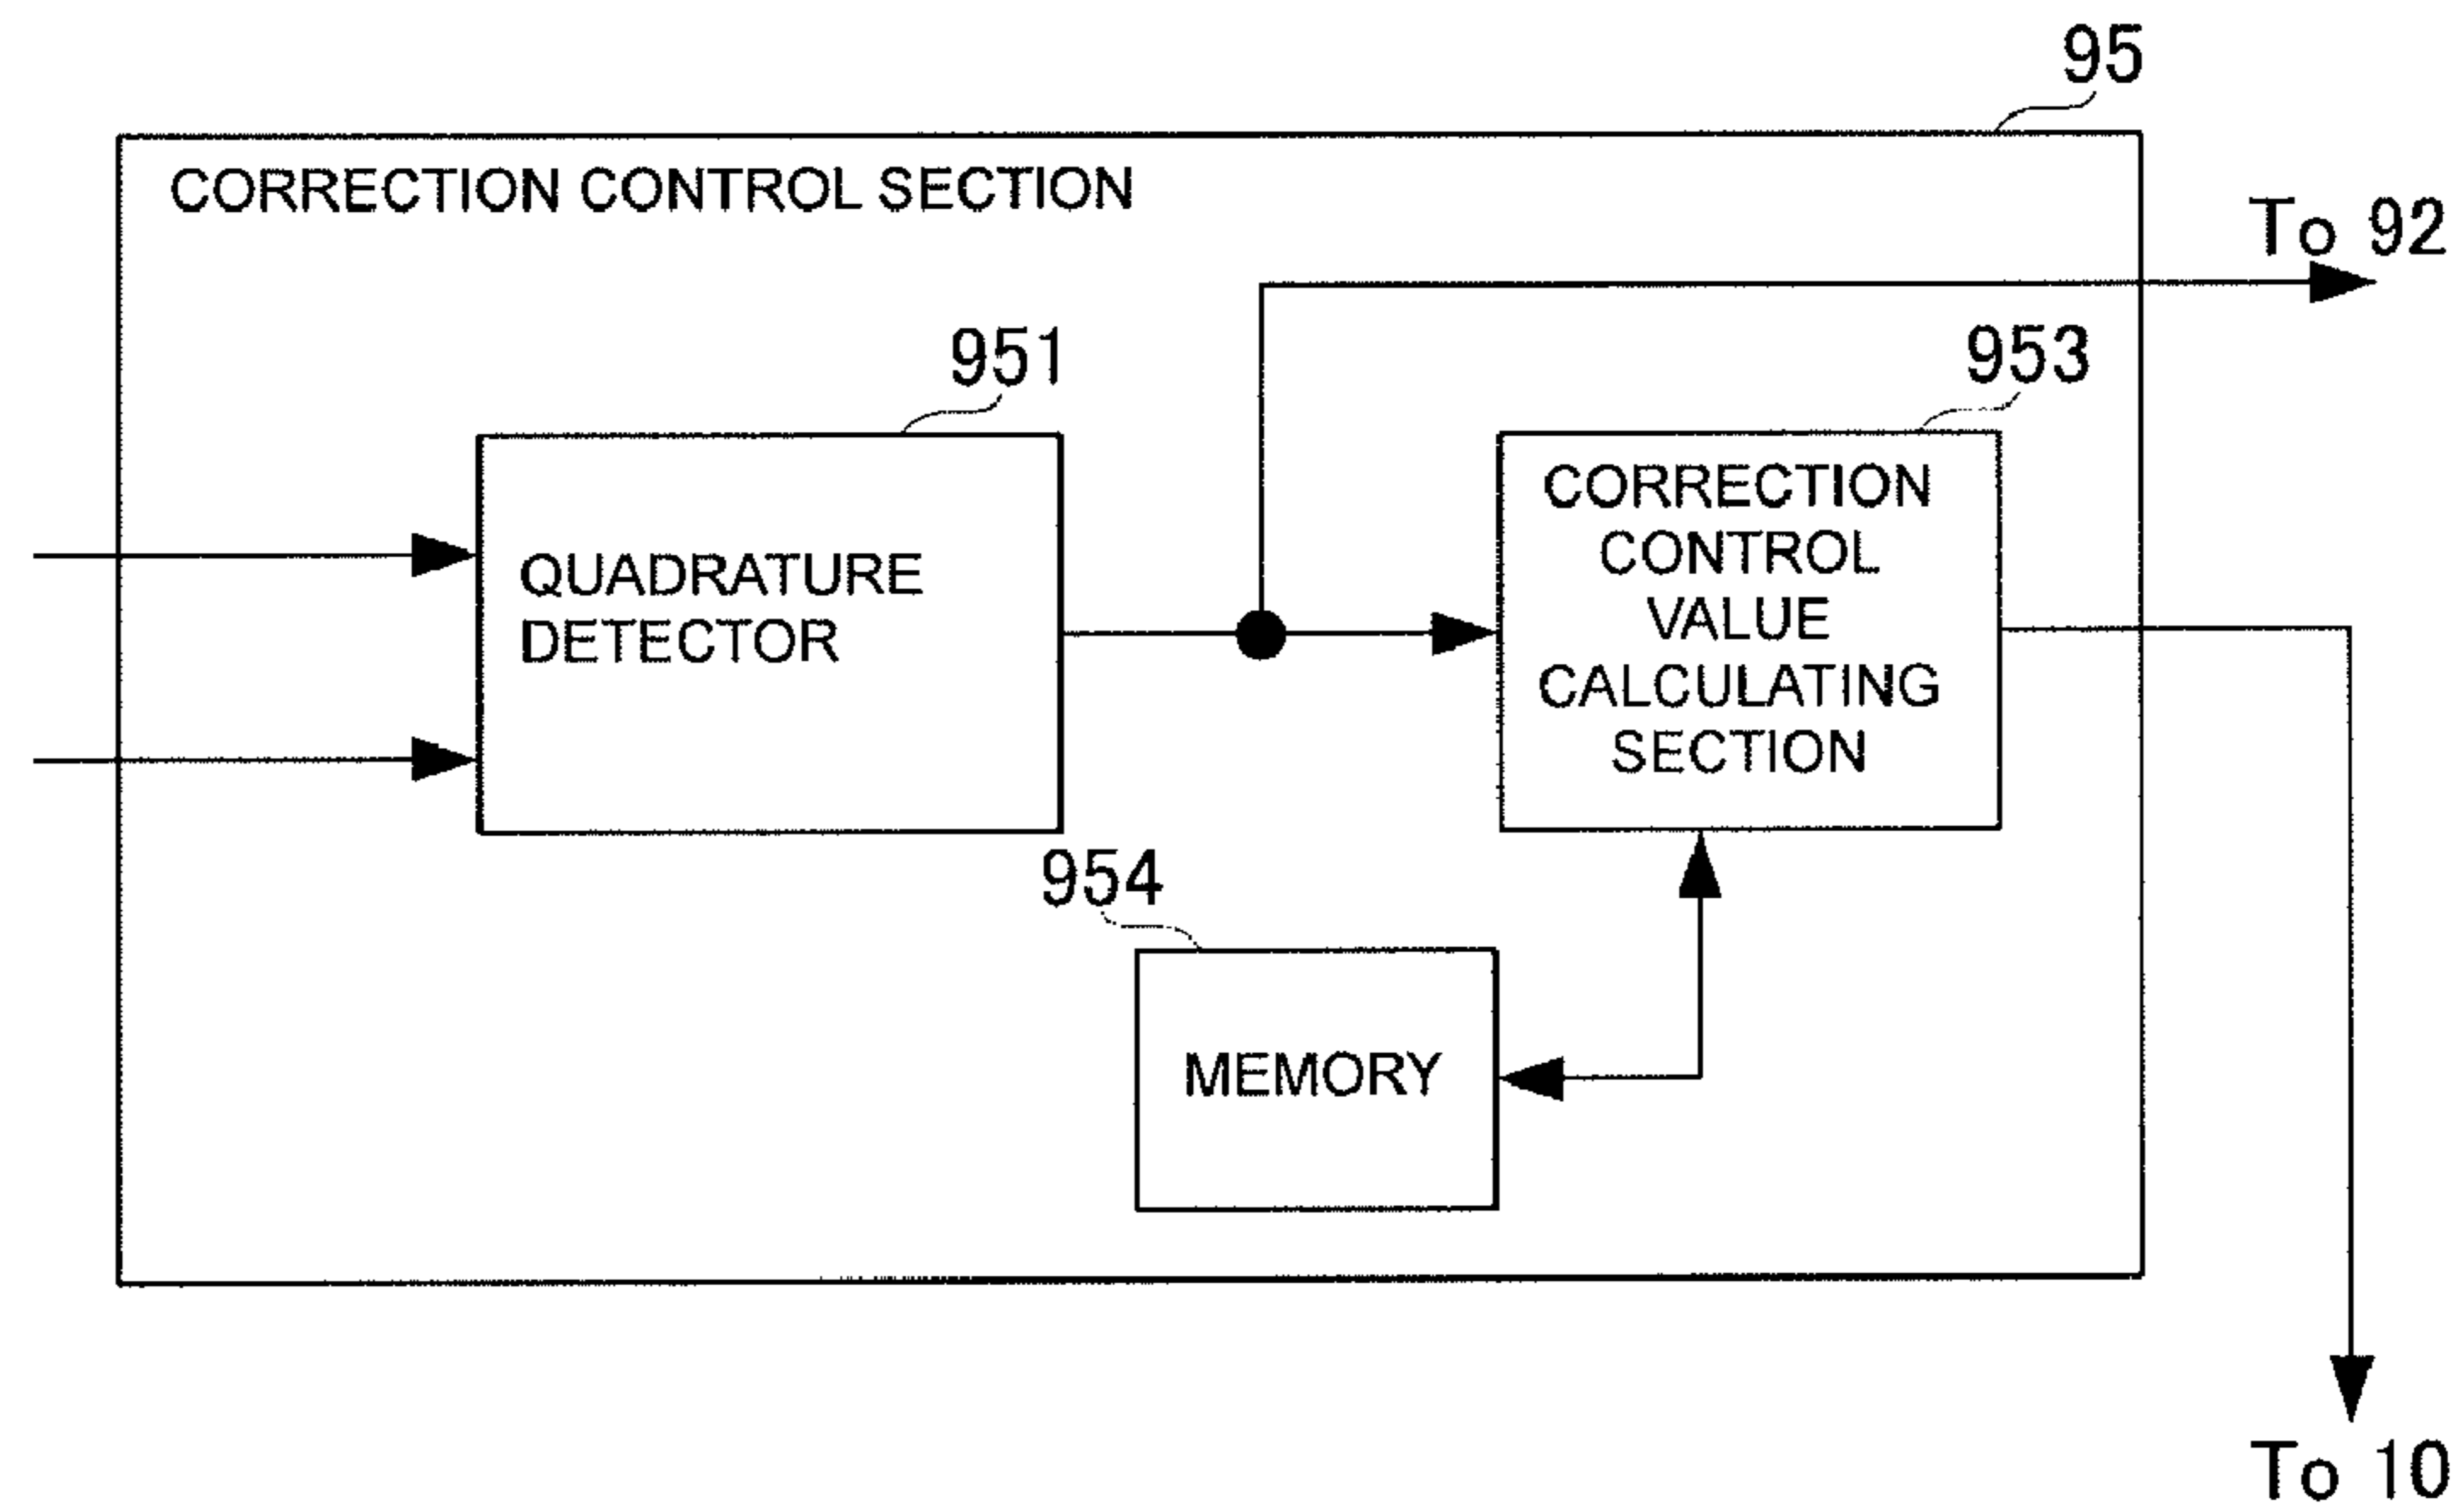 95
CORRECTION CONTROL SECTION
To 92
951
953
QUADRATURE
DETECTOR
CORRECTION
CONTROL
VALUE
CALCULATING
SECTION
954
MEMORY
To 10